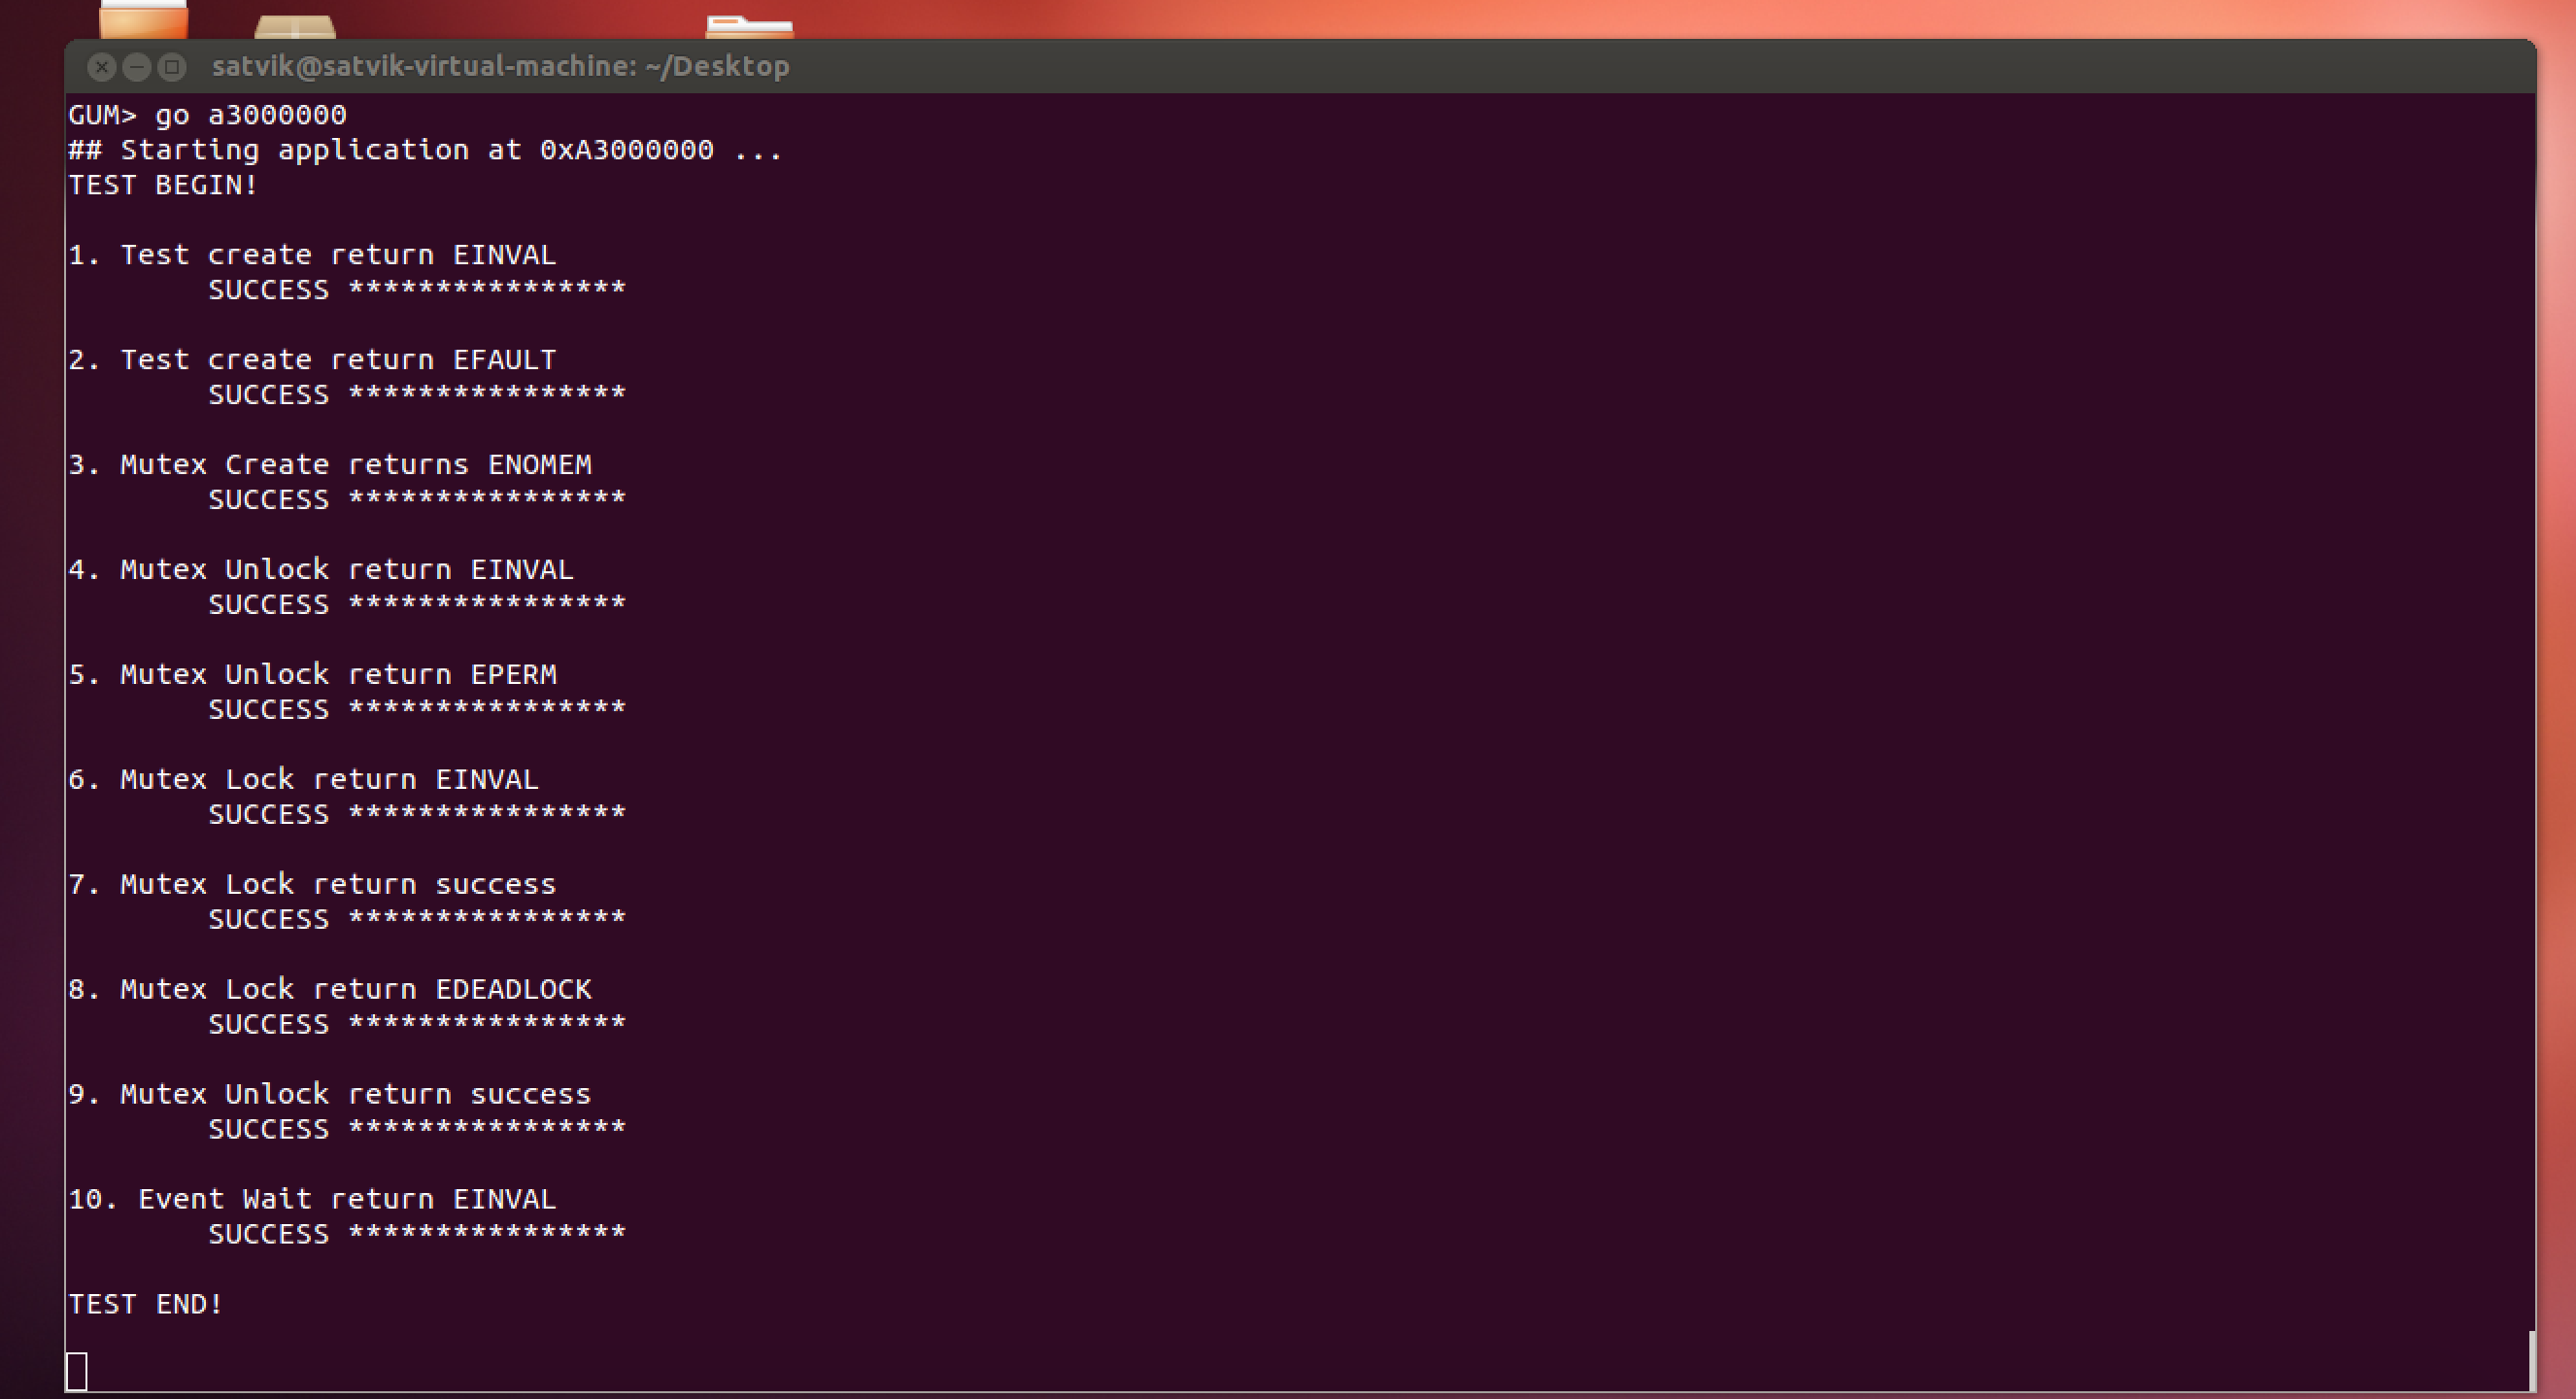 satvik@satvik-virtual-machine: ~/Desktop
GUM> go a3000000
## Starting application at 0xA3000000 ...
TEST BEGIN!
1. Test create return EINVAL
SUCCESS ****************
2. Test create return EFAULT
SUCCESS ****************
3. Mutex Create returns ENOMEM
SUCCESS ****************
4. Mutex Unlock return EINVAL
SUCCESS ****************
5. Mutex Unlock return EPERM
SUCCESS ****************
6. Mutex Lock return EINVAL
SUCCESS ****************
7. Mutex Lock return success
SUCCESS ****************
8. Mutex Lock return EDEADLOCK
SUCCESS ****************
9. Mutex Unlock return success
SUCCESS ****************
10. Event Wait return EINVAL
SUCCESS ****************
TEST END!